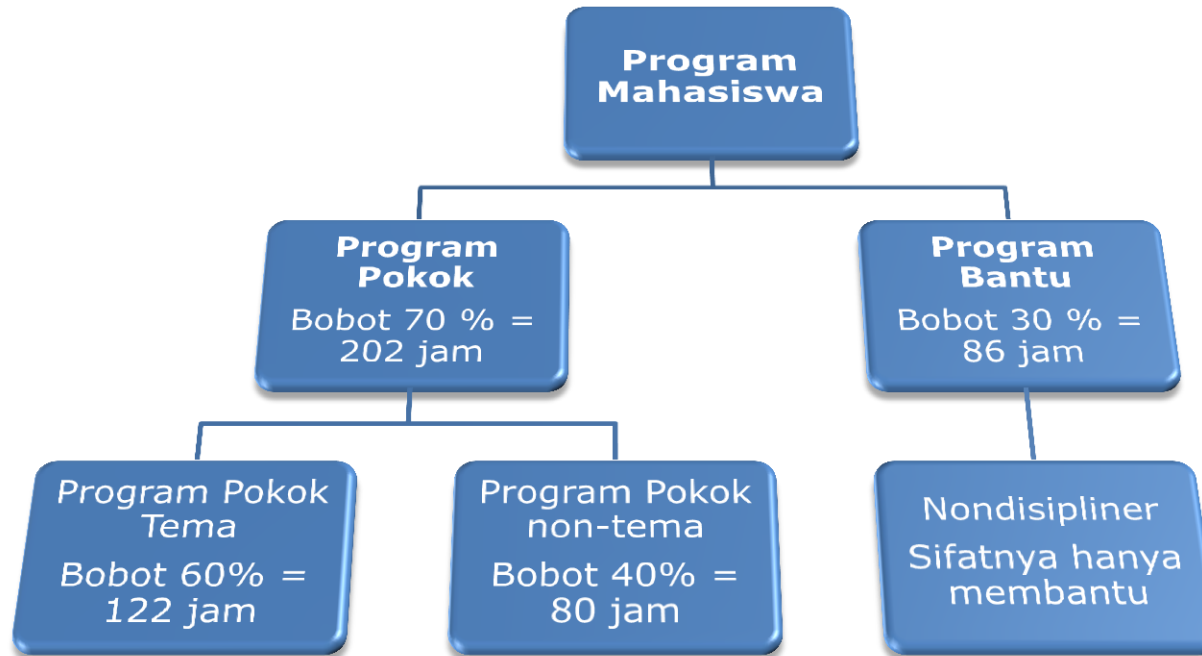 Program
Mahasiswa
Program
Pokok
Bobot 70 % =
202 jam
Program
Bantu
Bobot 30 % =
86 jam
Program Pokok
Tema
Bobot 60% =
122 jam
Program Pokok
non-tema
Bobot 40% =
80 jam
Nondisipliner
Sifatnya hanya
membantu